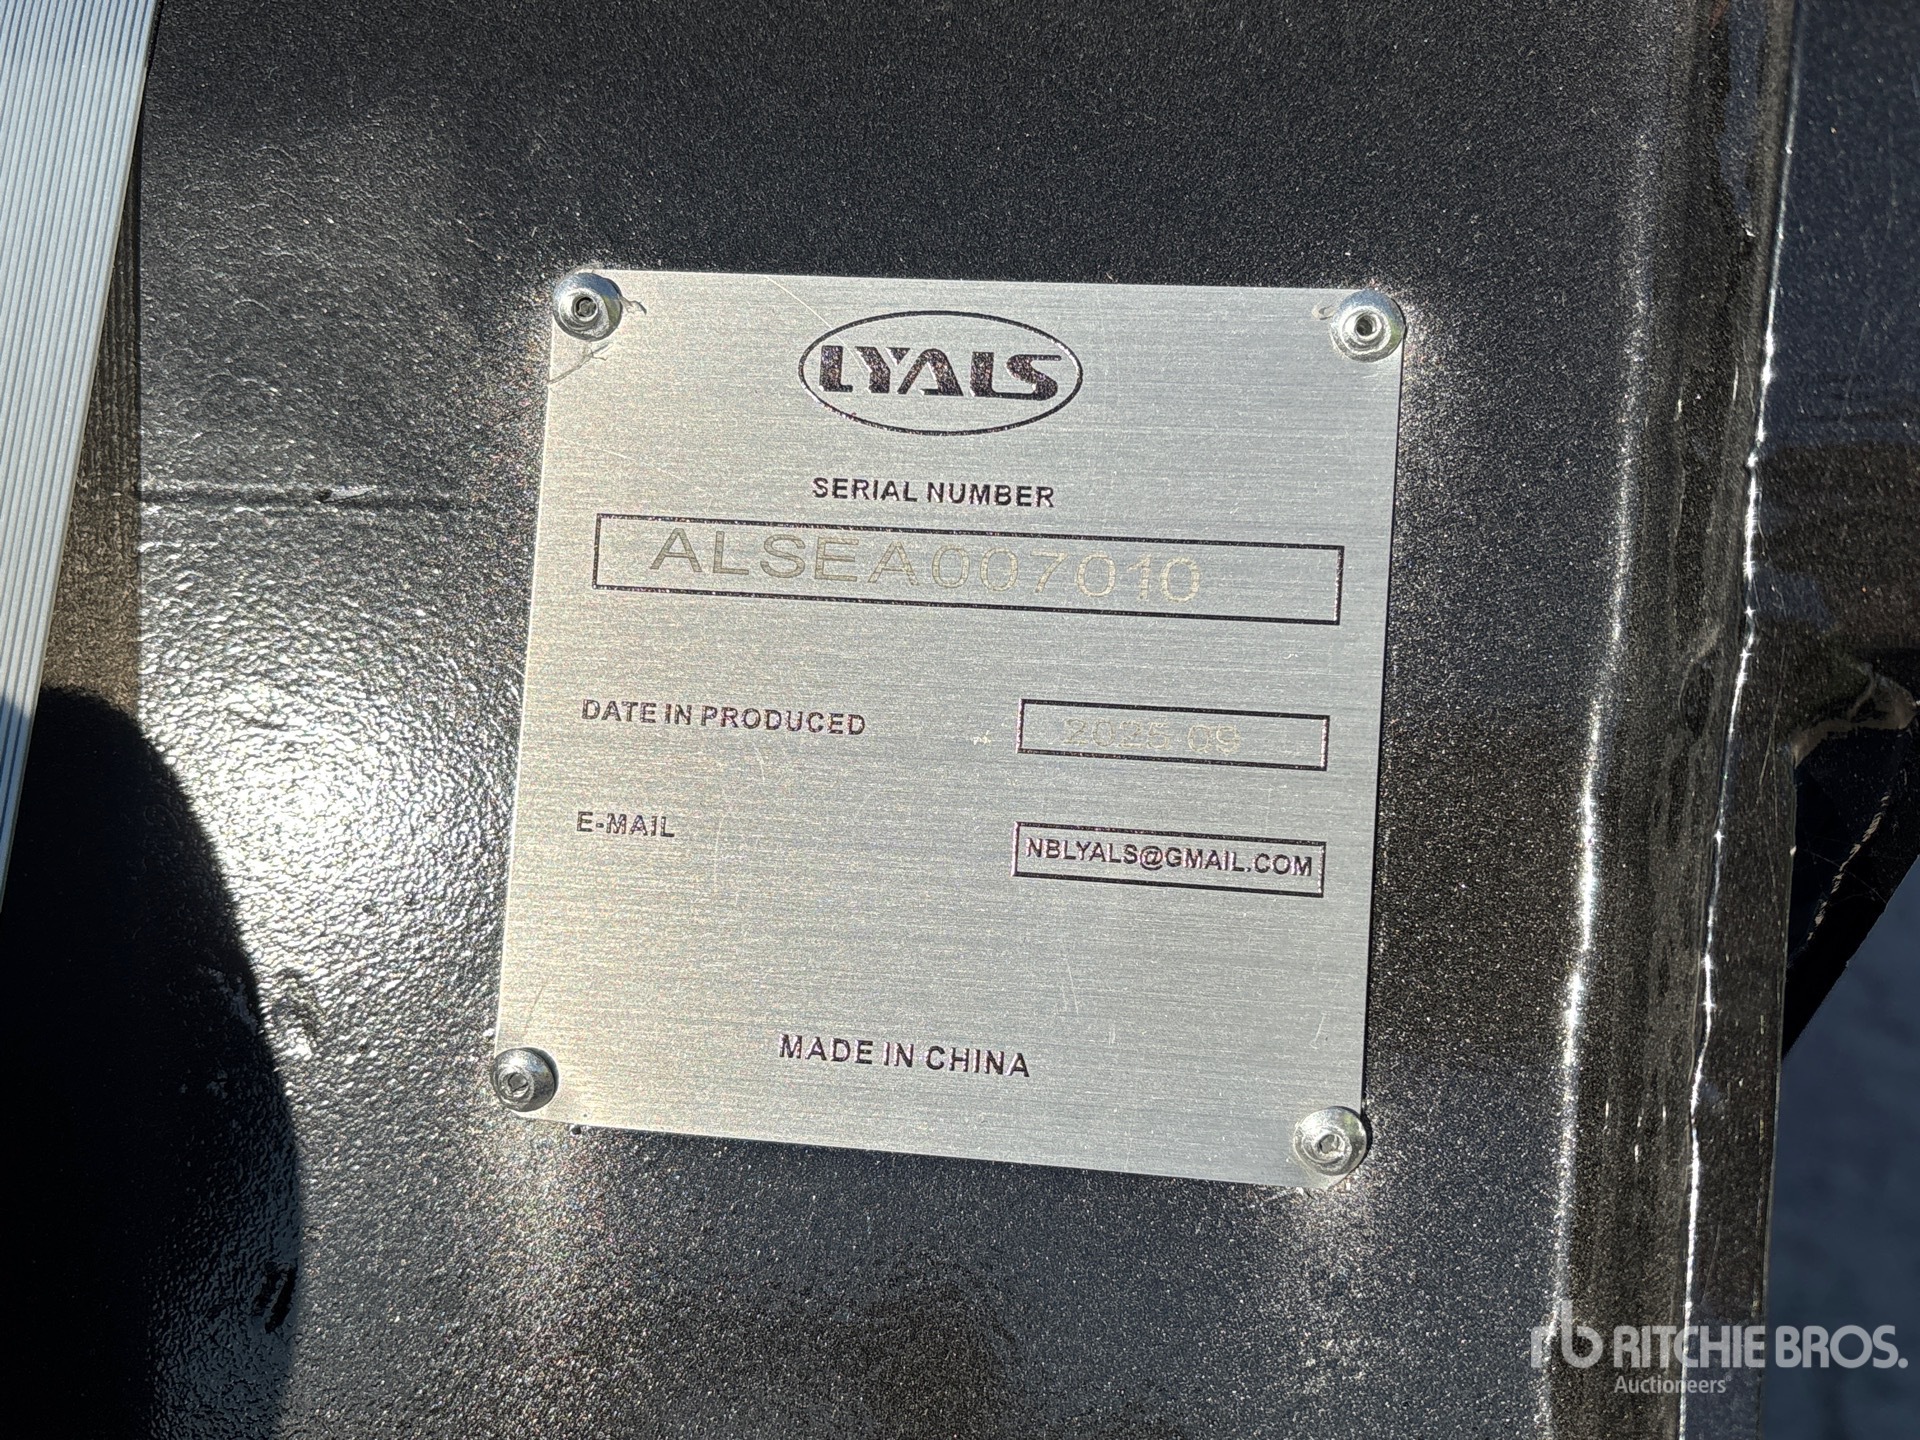 LYALS
SERIAL NUMBER
ALSEA007010
DATE IN PRODUCED
2025 09
E-MAIL
NBLYALS@GMAIL.COM
MADE IN CHINA
rb RITCHIE BROS.
Auctioneers